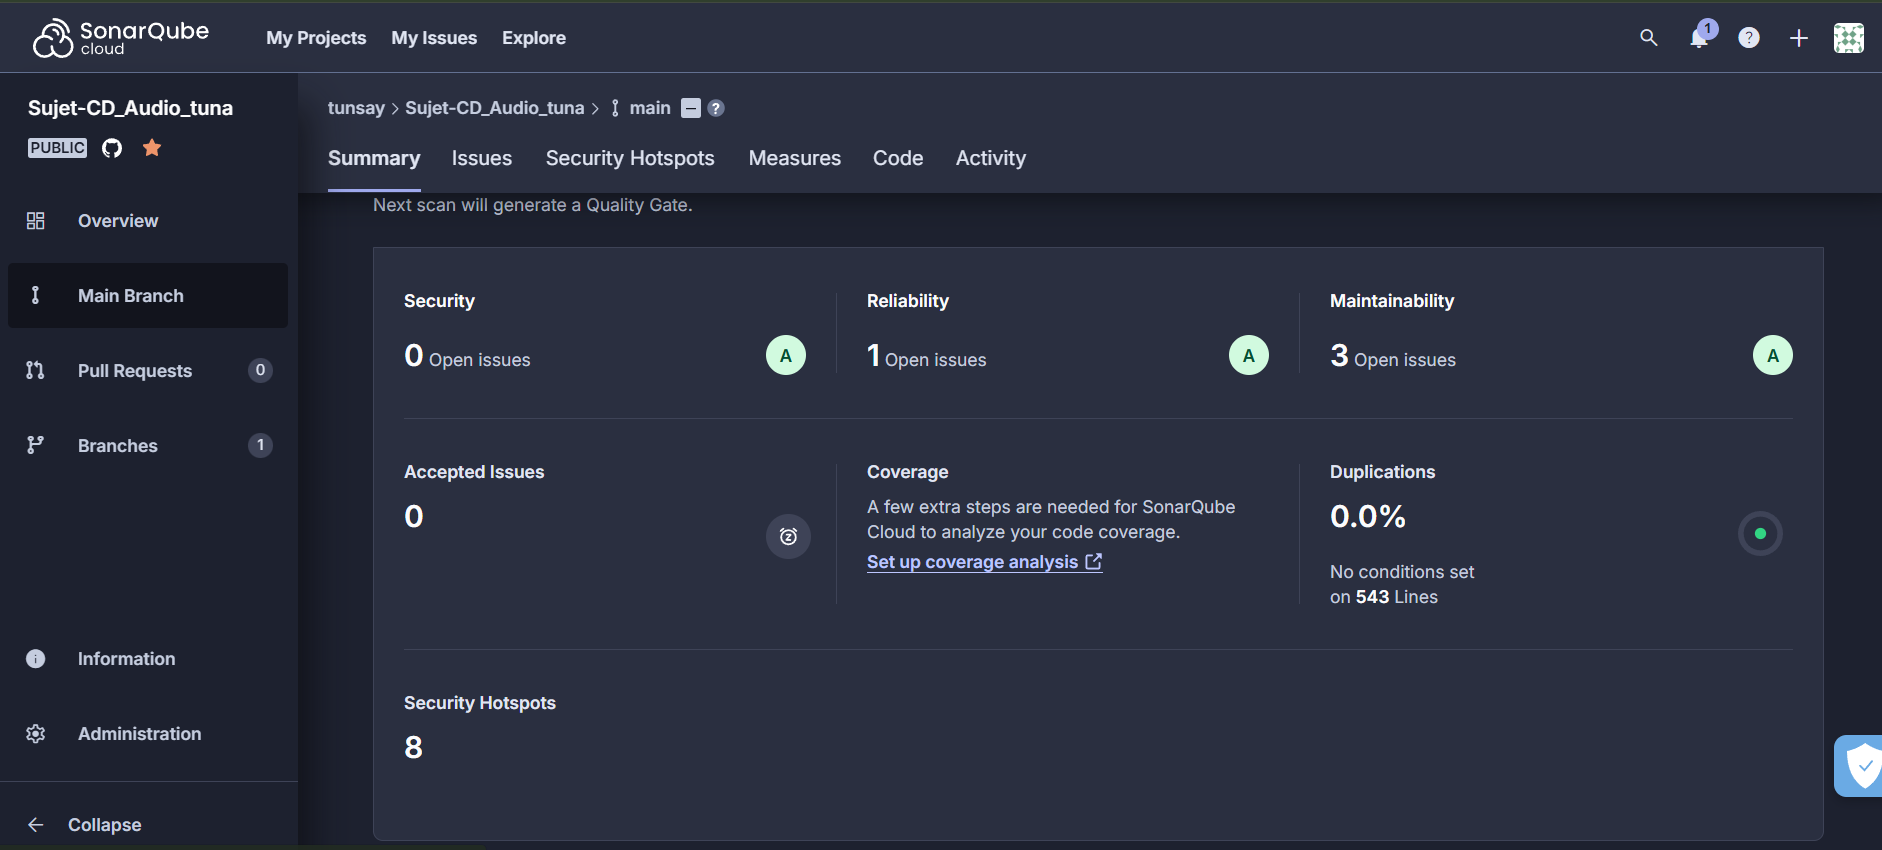 SonarQube cloud
My Projects My Issues Explore
1
?
Sujet-CD_Audio_tuna
PUBLIC
Overview
Main Branch
Pull Requests 0
Branches 1
Information
Administration
Collapse
tunsay > Sujet-CD_Audio_tuna > main ?
Summary Issues Security Hotspots Measures Code Activity
Next scan will generate a Quality Gate.
Security
0 Open issues A
Reliability
1 Open issues A
Maintainability
3 Open issues A
Accepted Issues
0
Coverage
A few extra steps are needed for SonarQube
Cloud to analyze your code coverage.
Set up coverage analysis
Duplications
0.0%
No conditions set
on 543 Lines
Security Hotspots
8